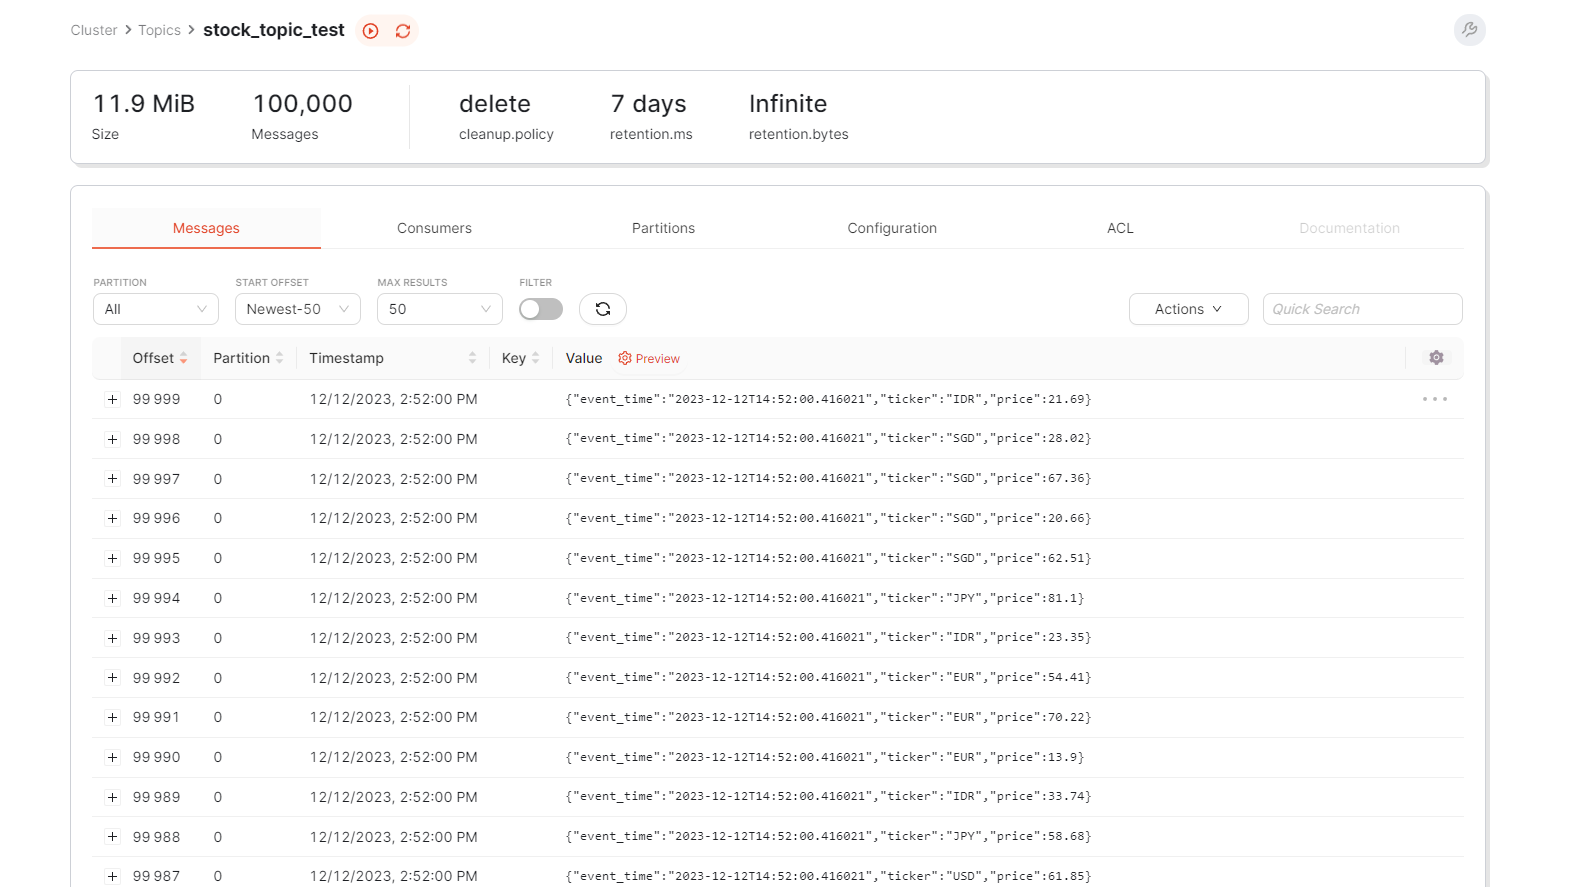 Cluster > Topics > stock_topic_test
11.9 MiB 100,000 delete 7 days Infinite
Size Messages cleanup.policy retention.ms retention.bytes
Messages Consumers Partitions Configuration ACL Documentation
PARTITION START OFFSET MAX RESULTS FILTER
All Newest-50 50 Actions Quick Search
Offset Partition Timestamp Key Value Preview
99 999 0 12/12/2023, 2:52:00 PM {"event_time":"2023-12-12T14:52:00.416021","ticker":"IDR","price":21.69}
99 998 0 12/12/2023, 2:52:00 PM {"event_time":"2023-12-12T14:52:00.416021","ticker":"SGD","price":28.02}
99 997 0 12/12/2023, 2:52:00 PM {"event_time":"2023-12-12T14:52:00.416021","ticker":"SGD","price":67.36}
99 996 0 12/12/2023, 2:52:00 PM {"event_time":"2023-12-12T14:52:00.416021","ticker":"SGD","price":20.66}
99 995 0 12/12/2023, 2:52:00 PM {"event_time":"2023-12-12T14:52:00.416021","ticker":"SGD","price":62.51}
99 994 0 12/12/2023, 2:52:00 PM {"event_time":"2023-12-12T14:52:00.416021","ticker":"JPY","price":81.1}
99 993 0 12/12/2023, 2:52:00 PM {"event_time":"2023-12-12T14:52:00.416021","ticker":"IDR","price":23.35}
99 992 0 12/12/2023, 2:52:00 PM {"event_time":"2023-12-12T14:52:00.416021","ticker":"EUR","price":54.41}
99 991 0 12/12/2023, 2:52:00 PM {"event_time":"2023-12-12T14:52:00.416021","ticker":"EUR","price":70.22}
99 990 0 12/12/2023, 2:52:00 PM {"event_time":"2023-12-12T14:52:00.416021","ticker":"EUR","price":13.9}
99 989 0 12/12/2023, 2:52:00 PM {"event_time":"2023-12-12T14:52:00.416021","ticker":"IDR","price":33.74}
99 988 0 12/12/2023, 2:52:00 PM {"event_time":"2023-12-12T14:52:00.416021","ticker":"JPY","price":58.68}
99 987 0 12/12/2023, 2:52:00 PM {"event_time":"2023-12-12T14:52:00.416021","ticker":"USD","price":61.85}